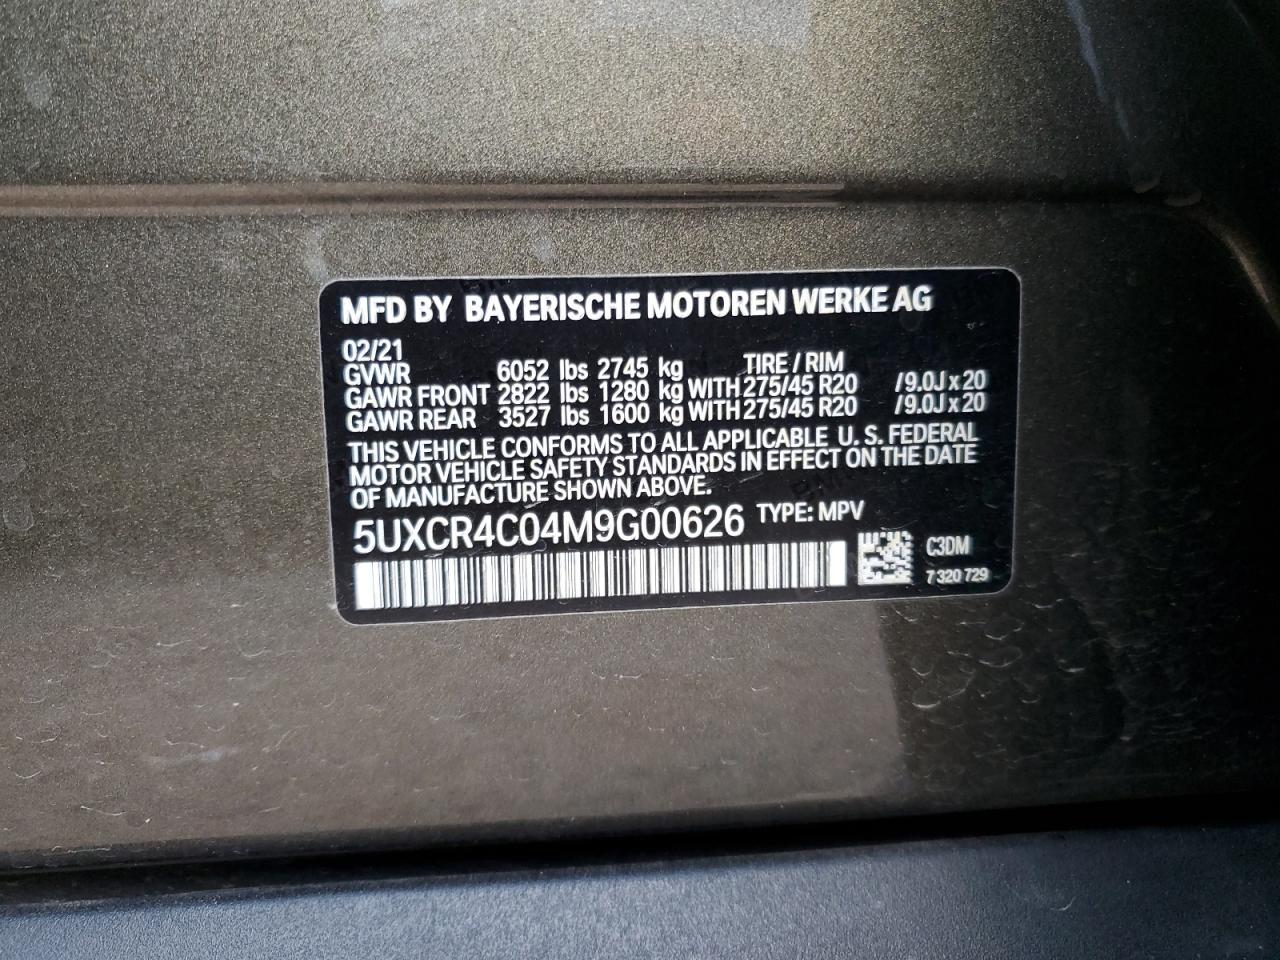 MFD BY BAYERISCHE MOTOREN WERKE AG
02/21
GVWR 6052 lbs 2745 kg TIRE / RIM
GAWR FRONT 2822 lbs 1280 kg WITH 275/45 R20 / 9.0J x 20
GAWR REAR 3527 lbs 1600 kg WITH 275/45 R20 / 9.0J x 20
THIS VEHICLE CONFORMS TO ALL APPLICABLE U. S. FEDERAL
MOTOR VEHICLE SAFETY STANDARDS IN EFFECT ON THE DATE
OF MANUFACTURE SHOWN ABOVE.
5UXCR4C04M9G00626 TYPE: MPV
C3DM
7 320 729